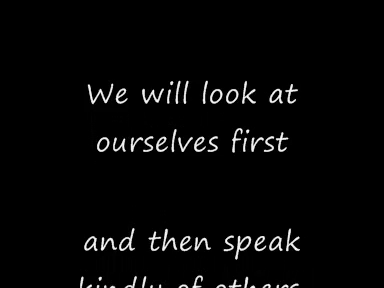 We will look at
ourselves first
and then speak
kindly of others